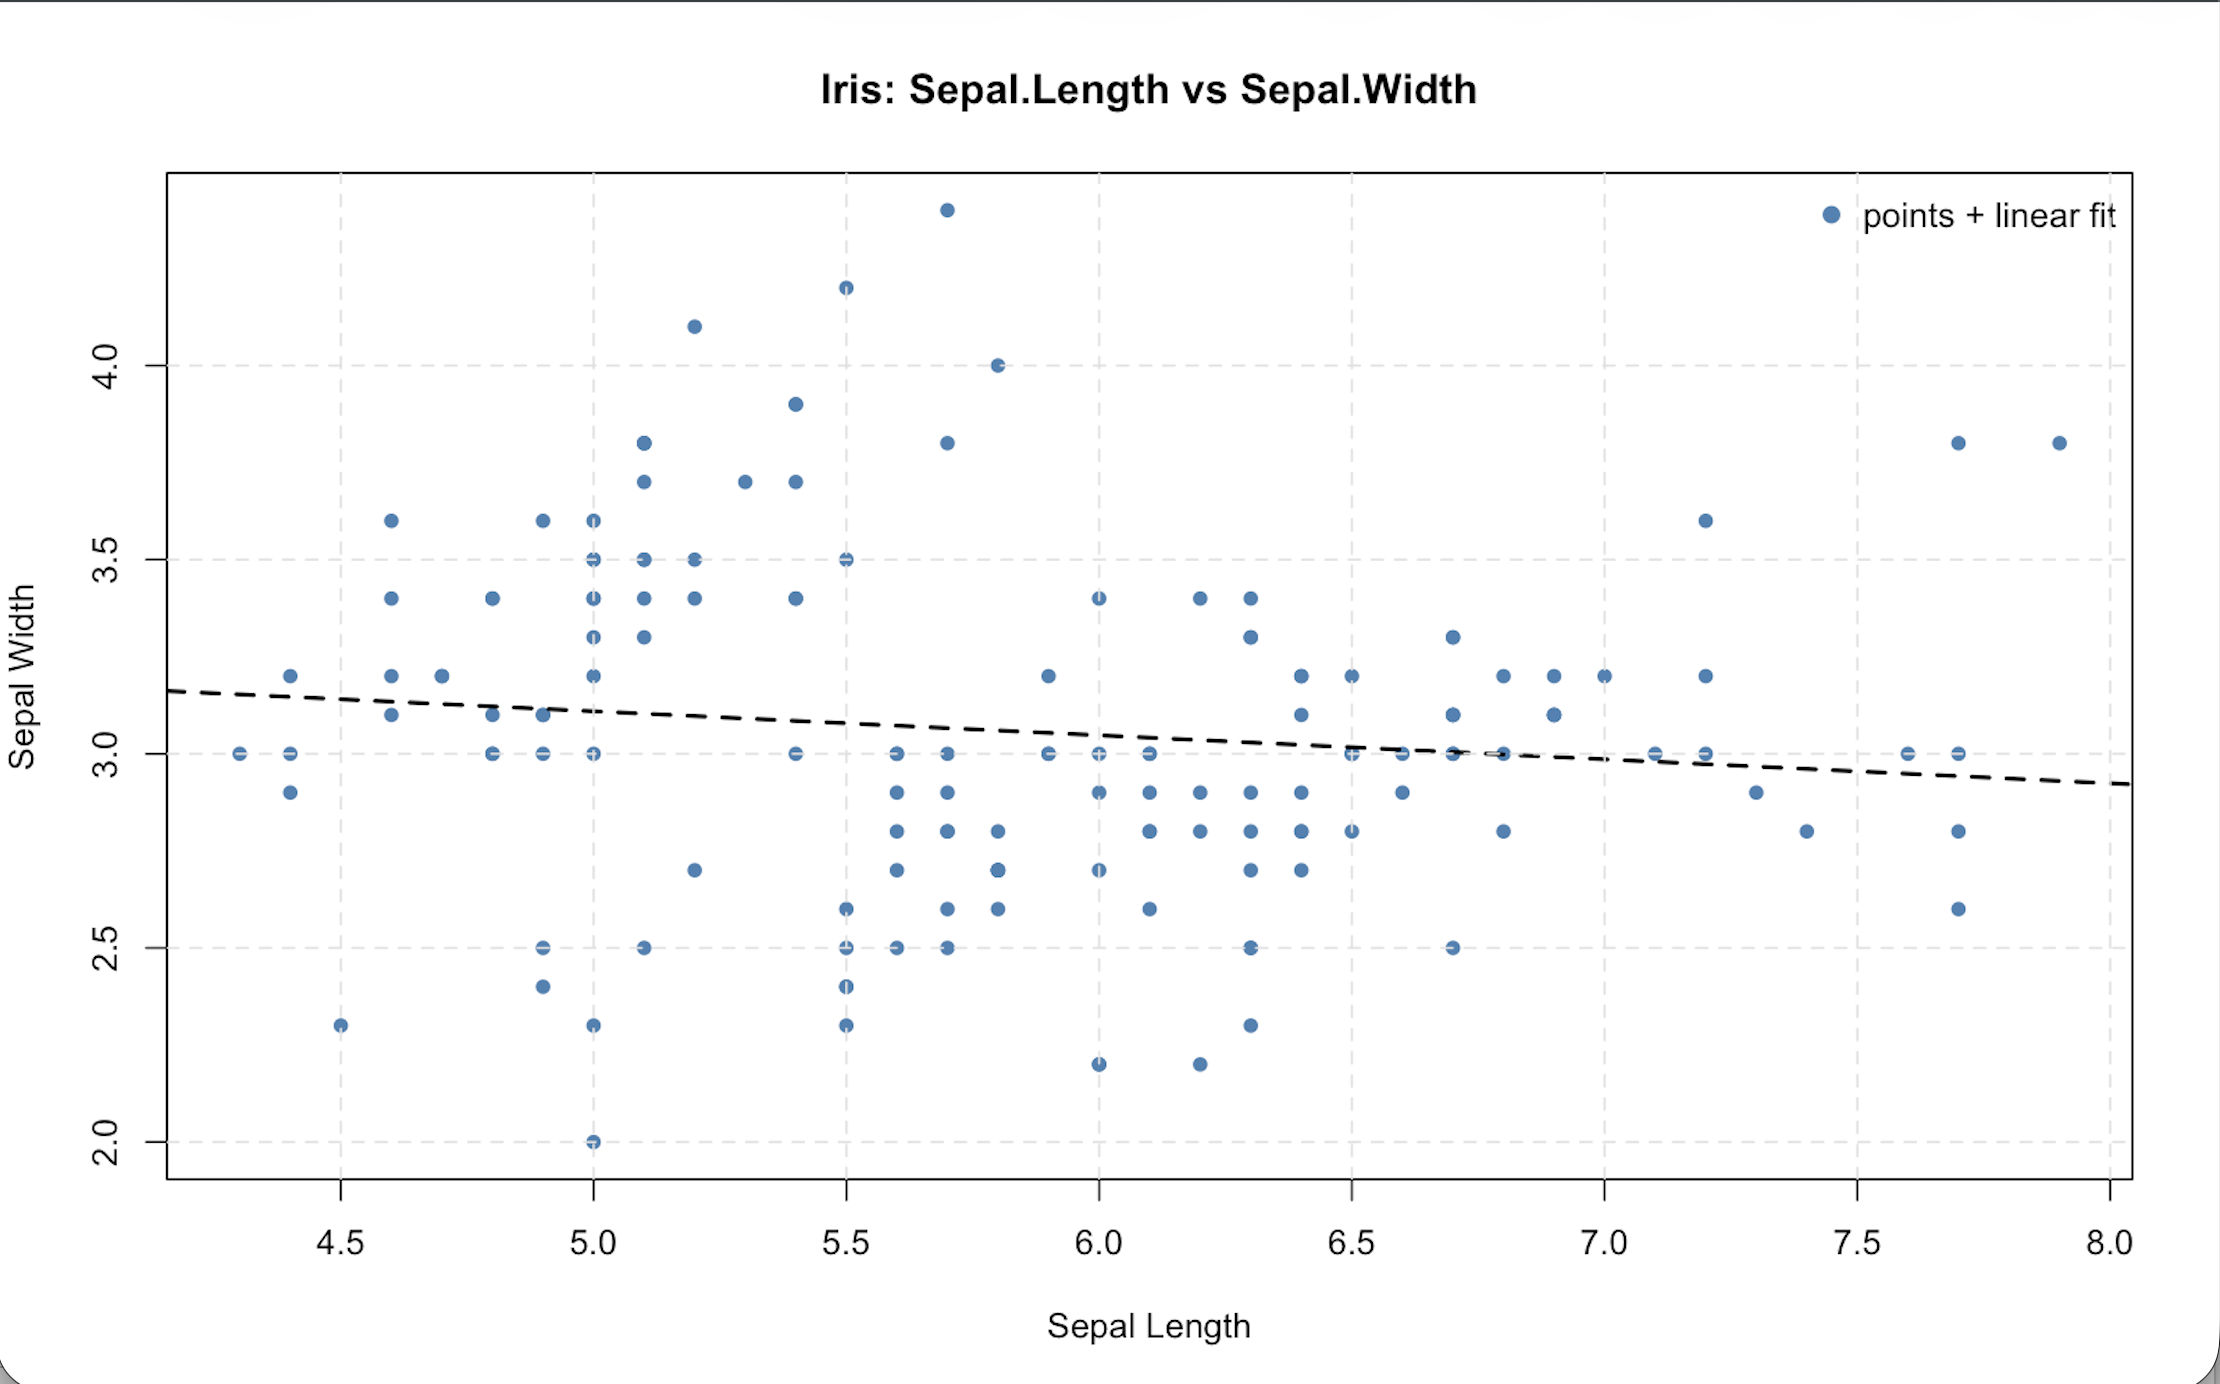 Iris: Sepal.Length vs Sepal.Width
points + linear fit
Sepal Width
4.0
3.5
3.0
2.5
2.0
4.5 5.0 5.5 6.0 6.5 7.0 7.5 8.0
Sepal Length